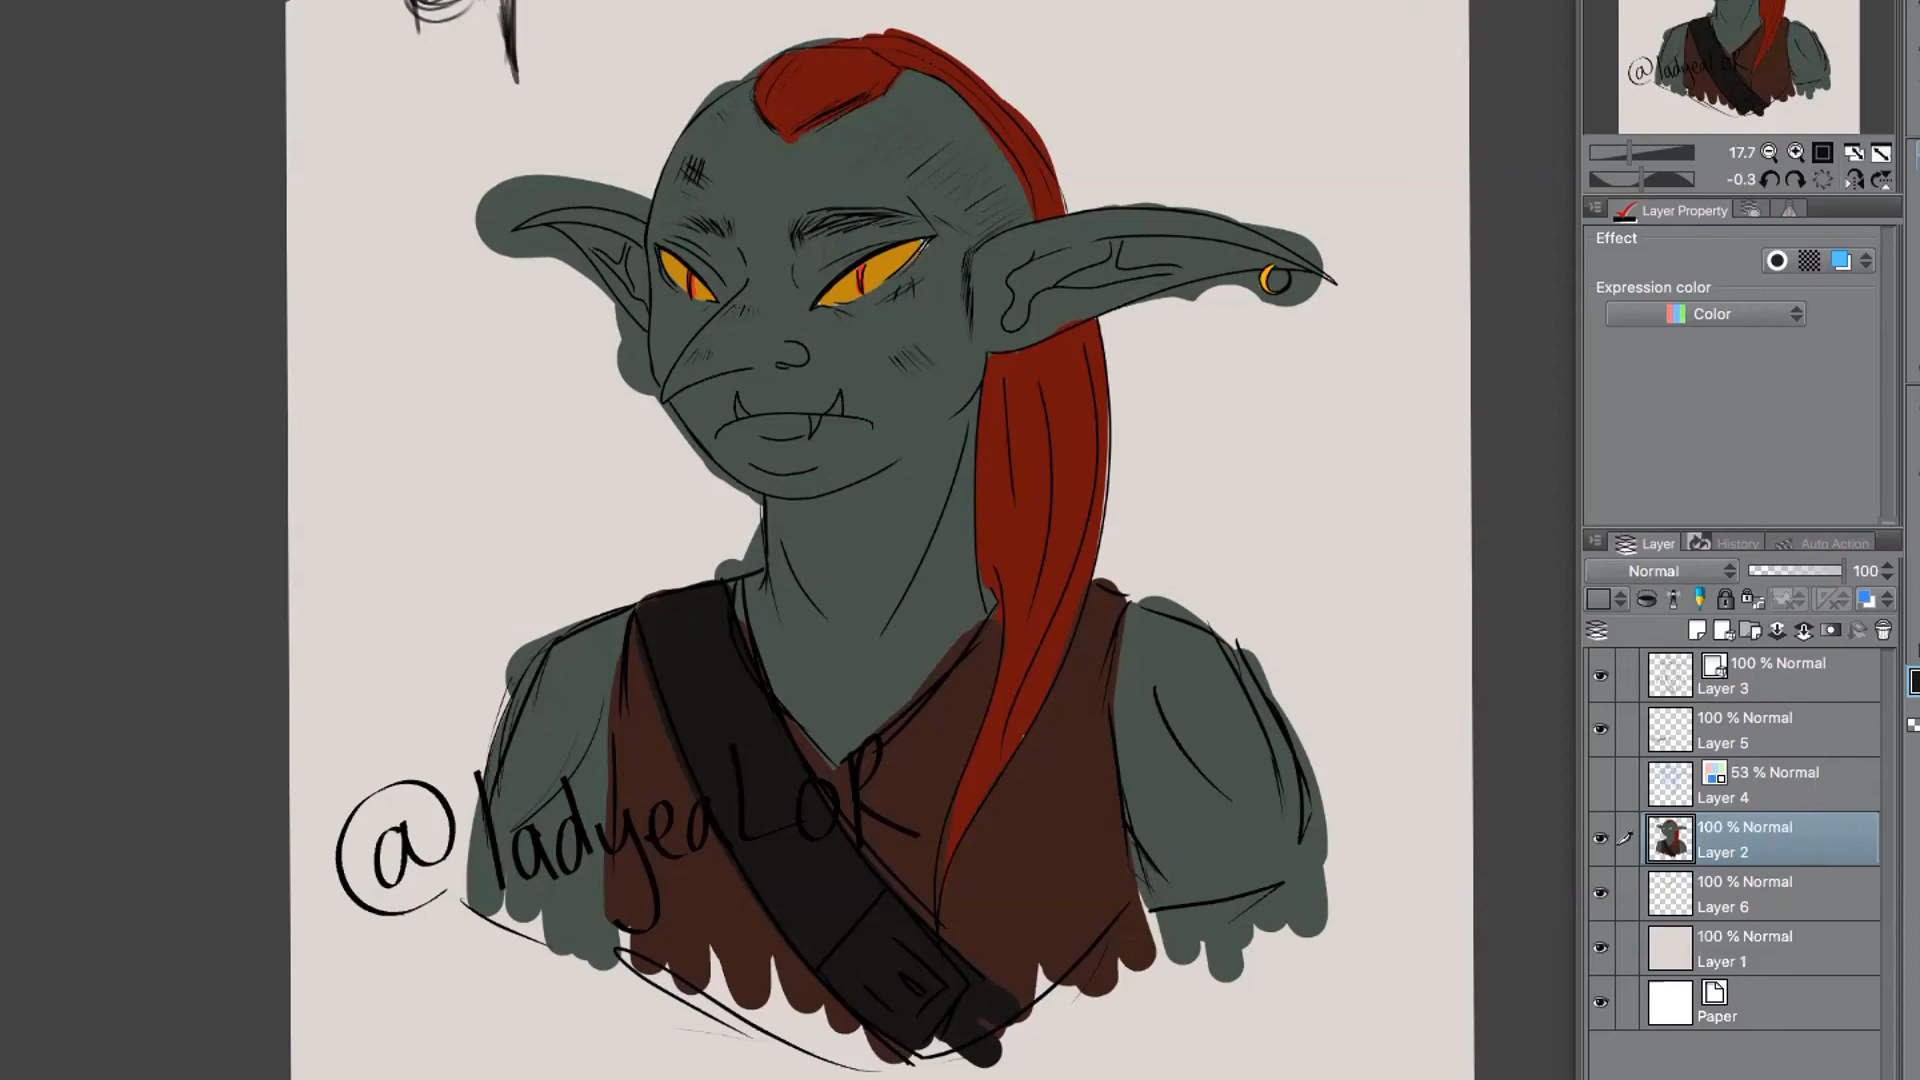 @ladyeaLoR
17.7
-0.3
Layer Property
Effect
Expression color
Color
Layer
History
Auto Action
Normal
100
100 % Normal
Layer 3
100 % Normal
Layer 5
53 % Normal
Layer 4
100 % Normal
Layer 2
100 % Normal
Layer 6
100 % Normal
Layer 1
Paper
@ladyeaLoR